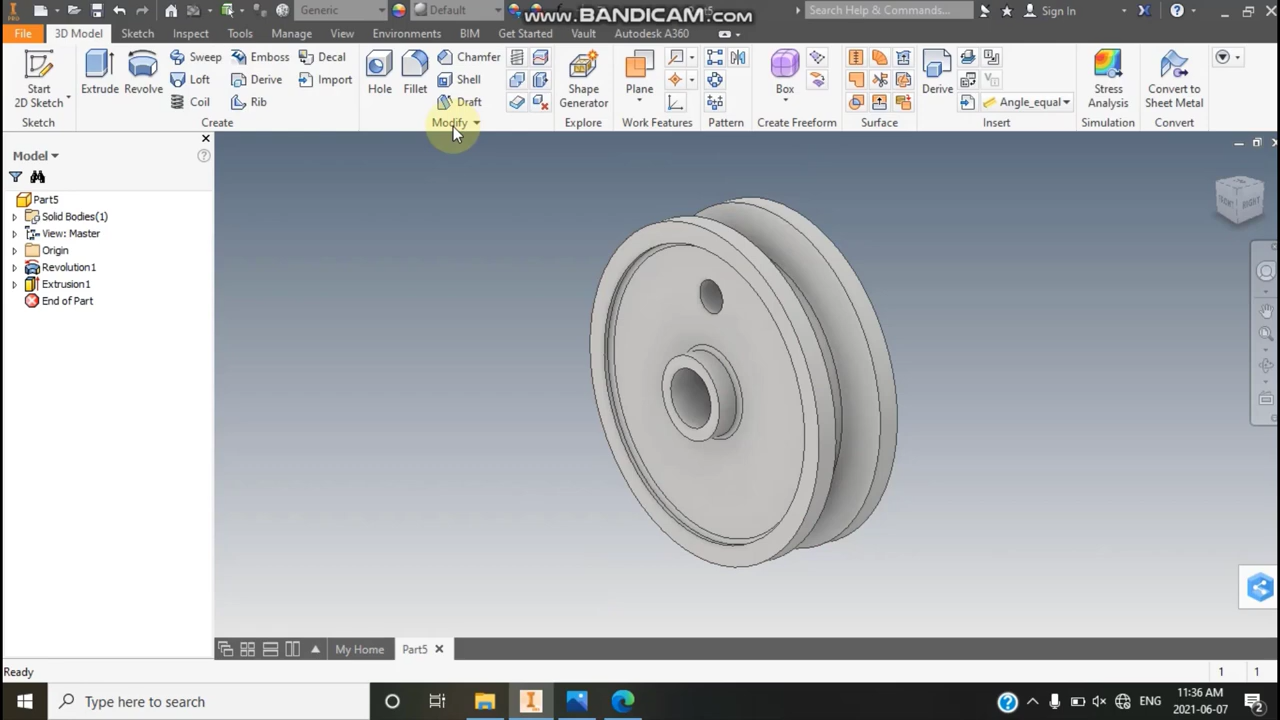 Generic
Default
www.BANDICAM.com
Search Help & Commands...
Sign In
File
3D Model
Sketch
Inspect
Tools
Manage
View
Environments
BIM
Get Started
Vault
Autodesk A360
Start
2D Sketch
Extrude
Revolve
Sweep
Emboss
Decal
Loft
Derive
Import
Coil
Rib
Hole
Fillet
Chamfer
Shell
Draft
Shape
Generator
Plane
Box
Derive
Angle_equal
Stress
Analysis
Convert to
Sheet Metal
Sketch
Create
Modify
Explore
Work Features
Pattern
Create Freeform
Surface
Insert
Simulation
Convert
Model
Part5
Solid Bodies(1)
View: Master
Origin
Revolution1
Extrusion1
End of Part
FRONT
RIGHT
My Home
Part5
Ready
1
1
Type here to search
ENG
11:36 AM
2021-06-07
2